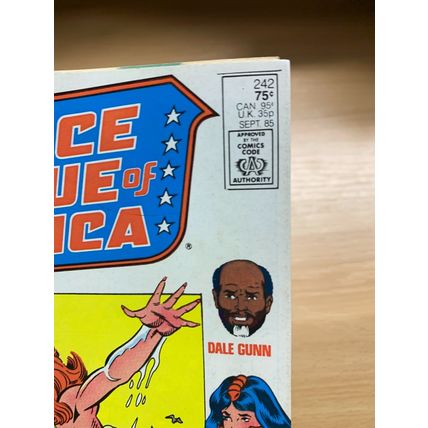 242
75¢
CAN. 95¢
U.K. 35p
SEPT. 85
APPROVED
BY THE
COMICS
CODE
AUTHORITY
ICE
UE of
ICA
®
DALE GUNN